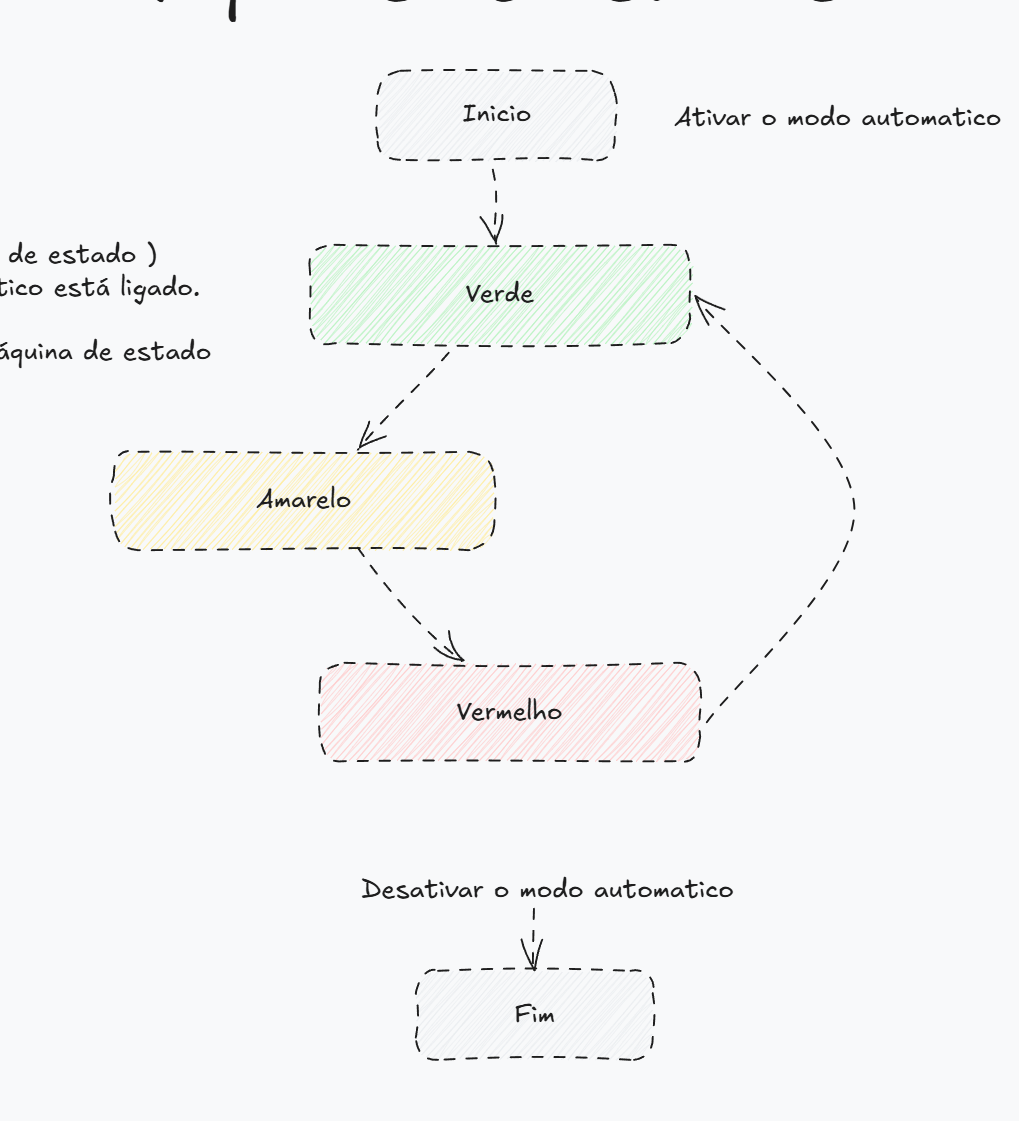 Inicio
Ativar o modo automatico
de estado )
tico está ligado.
Verde
áquina de estado
Amarelo
Vermelho
Desativar o modo automatico
Fim